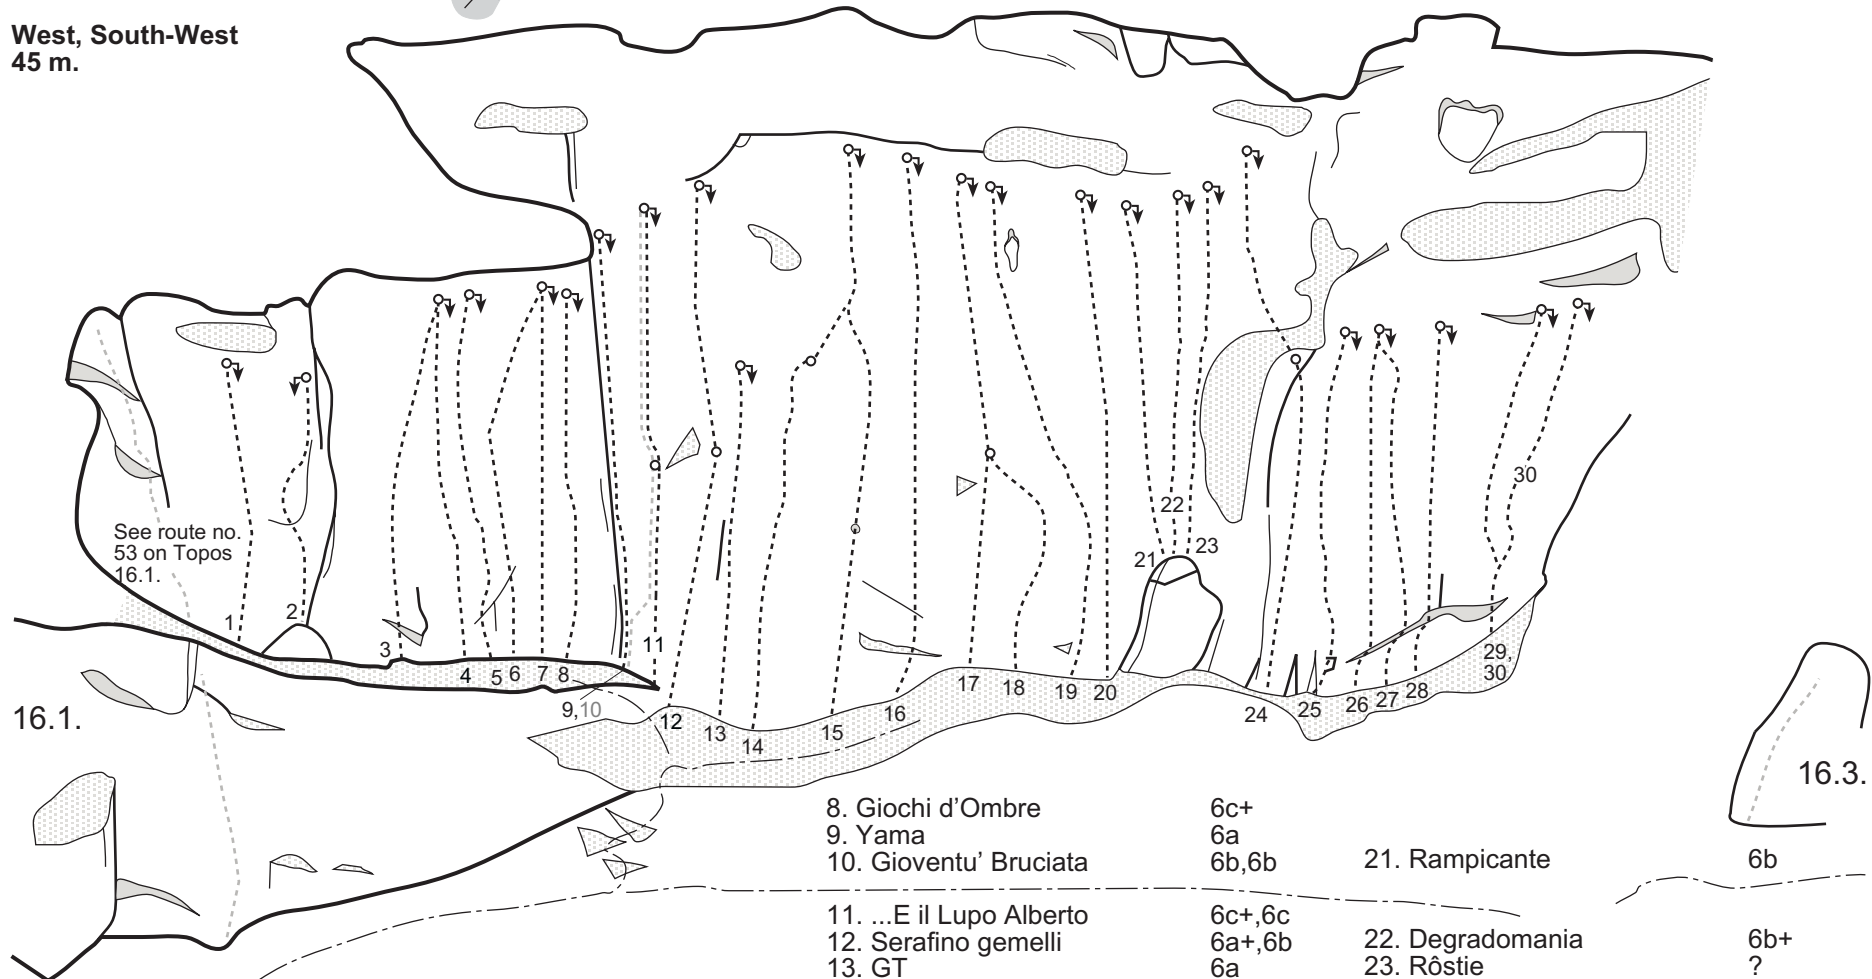 West, South-West
45 m.
See route no.
53 on Topos
16.1.
30
22
21
23
1
2
3
4
5
6
7
8
9,10
11
12
13
14
15
16
17
18
19
20
24
25
26
27
28
29,
30
16.1.
16.3.
8. Giochi d’Ombre 6c+
9. Yama 6a
10. Gioventu’ Bruciata 6b,6b
11. ...E il Lupo Alberto 6c+,6c
12. Serafino gemelli 6a+,6b
13. GT 6a
21. Rampicante 6b
22. Degradomania 6b+
23. Rôstie ?